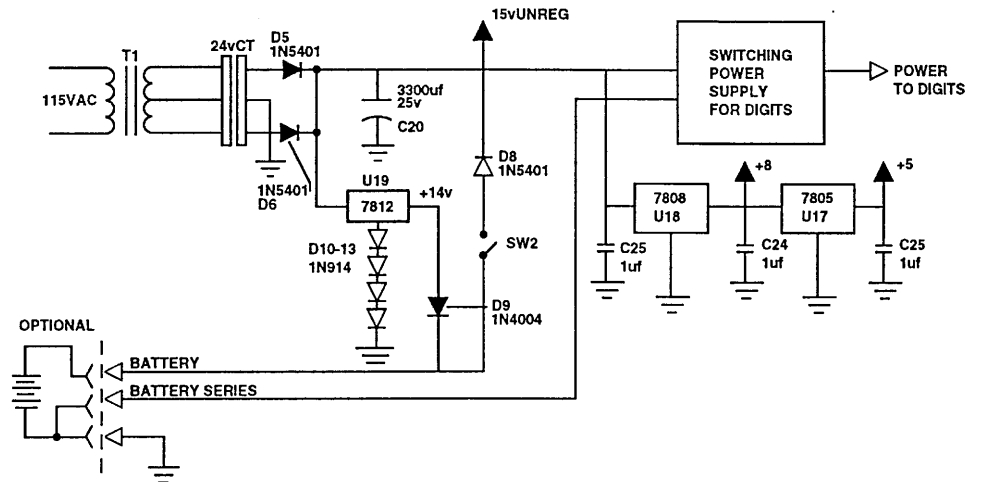 15vUNREG
T1
24vCT
D5
1N5401
115VAC
3300uf
25v
C20
SWITCHING
POWER
SUPPLY
FOR DIGITS
POWER
TO DIGITS
1N5401
D6
U19
7812
+14v
D8
1N5401
D10-13
1N914
SW2
D9
1N4004
7808
U18
+8
7805
U17
+5
C25
1uf
C24
1uf
C25
1uf
OPTIONAL
BATTERY
BATTERY SERIES